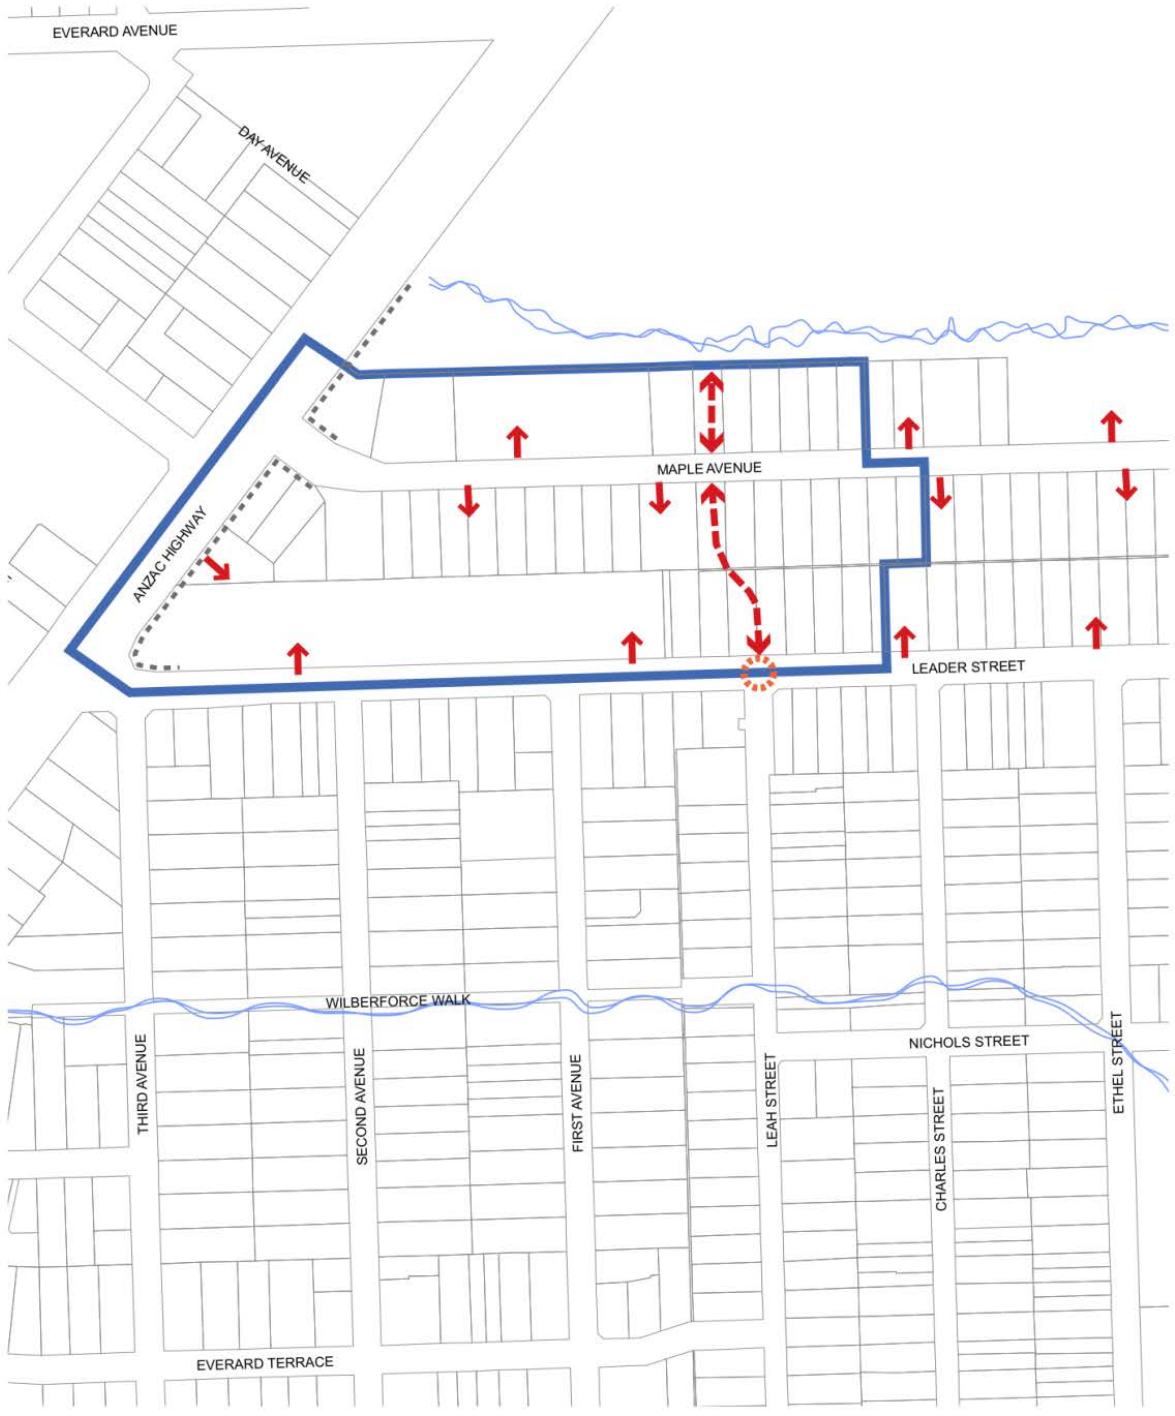 EVERARD AVENUE
DAY AVENUE
MAPLE AVENUE
ANZAC HIGHWAY
LEADER STREET
WILBERFORCE WALK
NICHOLS STREET
THIRD AVENUE
SECOND AVENUE
FIRST AVENUE
LEAH STREET
CHARLES STREET
ETHEL STREET
EVERARD TERRACE